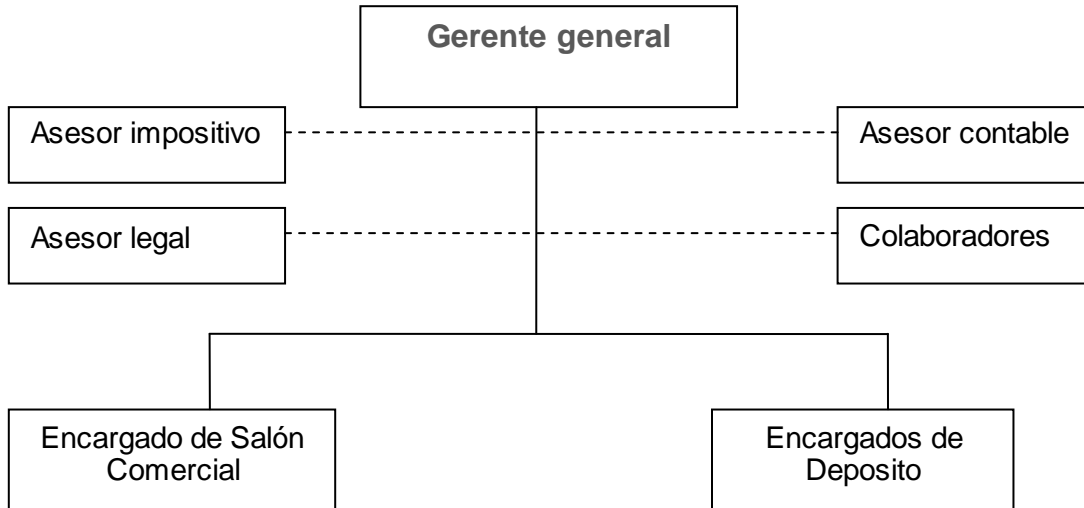 Gerente general
Asesor impositivo
Asesor contable
Asesor legal
Colaboradores
Encargado de Salón
Comercial
Encargados de
Deposito